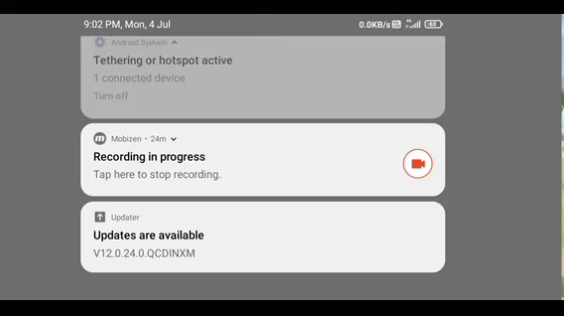 9:02 PM, Mon, 4 Jul
0.0KB/s 63
Android System
Tethering or hotspot active
1 connected device
Turn off
Mobizen • 24m
Recording in progress
Tap here to stop recording.
Updater
Updates are available
V12.0.24.0.QCDINXM